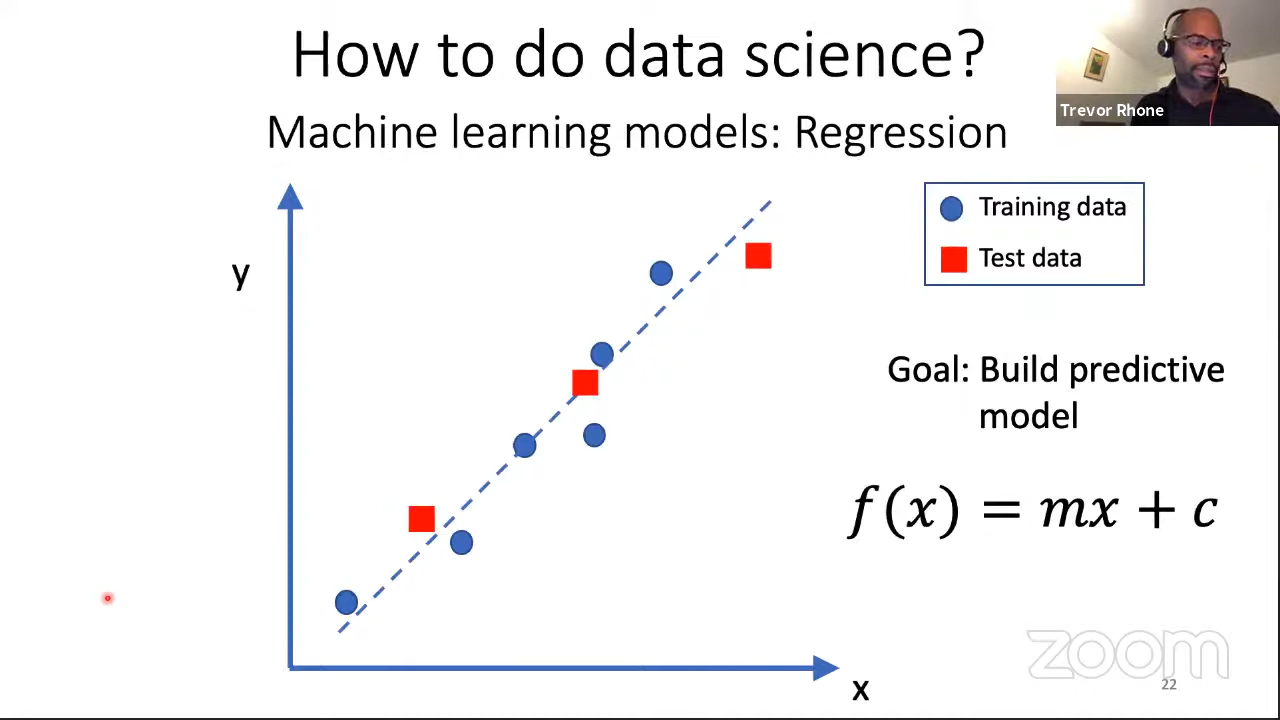 How to do data science?
Trevor Rhone
Machine learning models: Regression
Training data
Test data
y
Goal: Build predictive
model
f(x) = mx + c
x
zoom
22